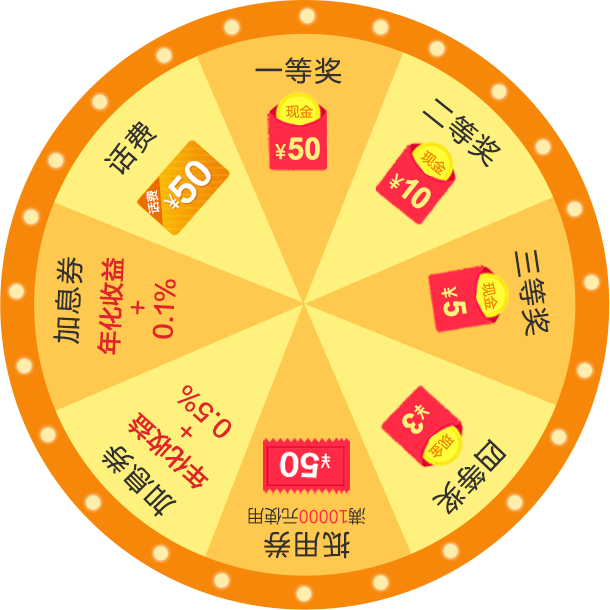 一等奖
现金
¥50
二等奖
现金
¥10
三等奖
现金
¥5
四等奖
现金
¥3
抵用券
满10000元使用
¥50
加息券
年化收益
+
0.5%
加息券
年化收益
+
0.1%
话费
话费
¥50